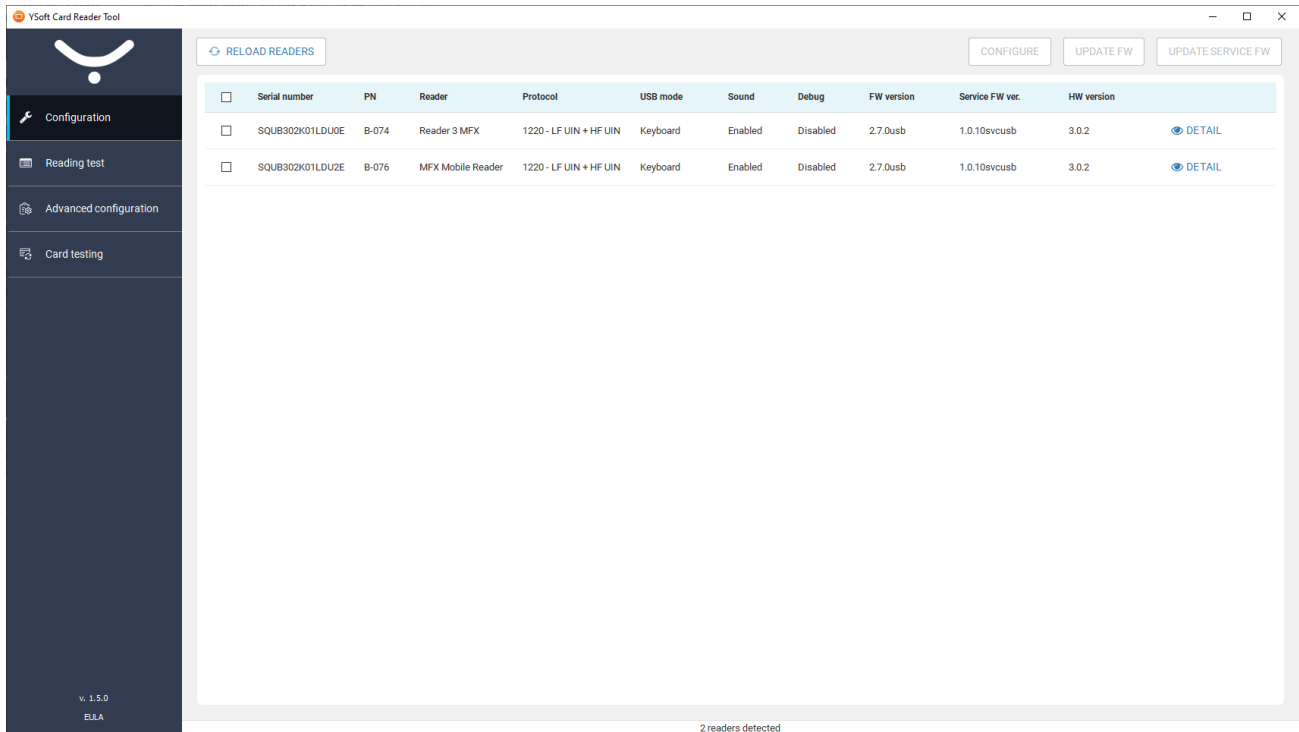 YSoft Card Reader Tool
RELOAD READERS CONFIGURE UPDATE FW UPDATE SERVICE FW
Configuration
Reading test
Advanced configuration
Card testing
Serial number PN Reader Protocol USB mode Sound Debug FW version Service FW ver. HW version
SQUB302K01LDU0E B-074 Reader 3 MFX 1220 - LF UIN + HF UIN Keyboard Enabled Disabled 2.7.0usb 1.0.10svcusb 3.0.2 DETAIL
SQUB302K01LDU2E B-076 MFX Mobile Reader 1220 - LF UIN + HF UIN Keyboard Enabled Disabled 2.7.0usb 1.0.10svcusb 3.0.2 DETAIL
v. 1.5.0
EULA
2 readers detected